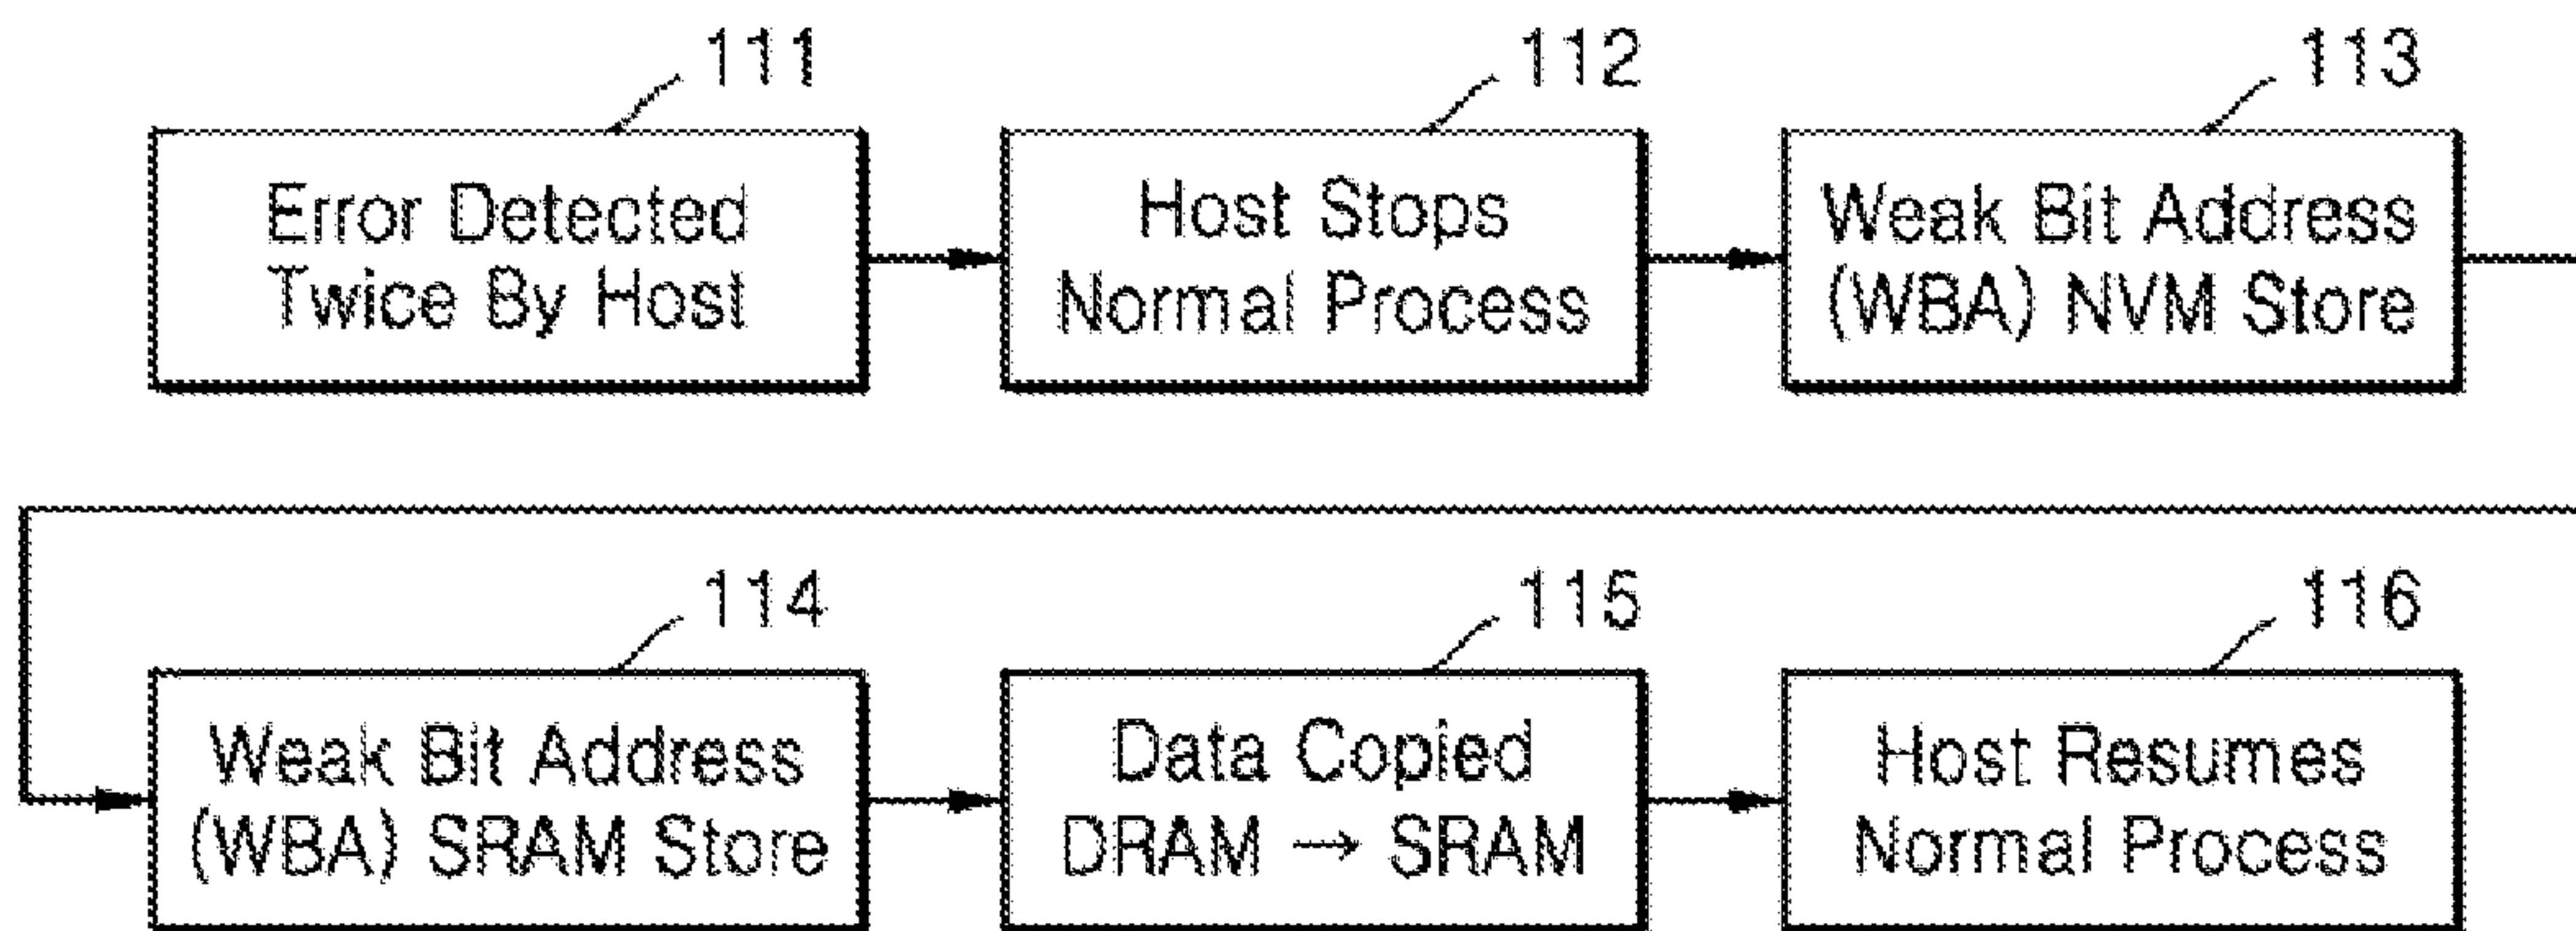 111
112
113
Error Detected
Twice By Host
Host Stops
Normal Process
Weak Bit Address
(WBA) NVM Store
114
115
116
Weak Bit Address
(WBA) SRAM Store
Data Copied
DRAM → SRAM
Host Resumes
Normal Process